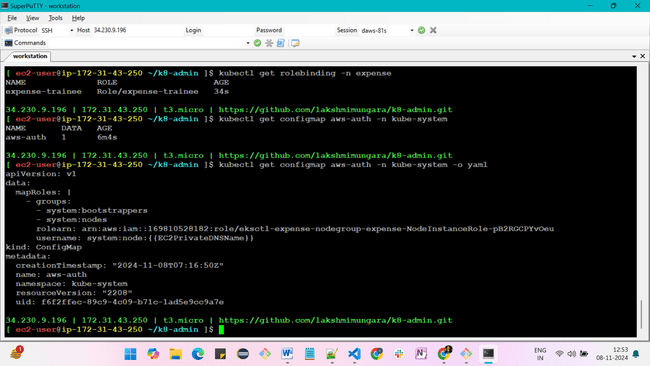 SuperPuTTY - workstation
File View Tools Help
Protocol SSH Host 34.230.9.196 Login Password Session daws-81s
Commands
workstation
[ ec2-user@ip-172-31-43-250 ~/k8-admin ]$ kubectl get rolebinding -n expense
NAME ROLE AGE
expense-trainee Role/expense-trainee 34s
34.230.9.196 | 172.31.43.250 | t3.micro | https://github.com/lakshmimungara/k8-admin.git
[ ec2-user@ip-172-31-43-250 ~/k8-admin ]$ kubectl get configmap aws-auth -n kube-system
NAME DATA AGE
aws-auth 1 6m4s
34.230.9.196 | 172.31.43.250 | t3.micro | https://github.com/lakshmimungara/k8-admin.git
[ ec2-user@ip-172-31-43-250 ~/k8-admin ]$ kubectl get configmap aws-auth -n kube-system -o yaml
apiVersion: v1
data:
mapRoles: |
- groups:
- system:bootstrappers
- system:nodes
rolearn: arn:aws:iam::169810528182:role/eksctl-expense-nodegroup-expense-NodeInstanceRole-pB2RGCPYvOeu
username: system:node:{{EC2PrivateDNSName}}
kind: ConfigMap
metadata:
creationTimestamp: "2024-11-08T07:16:50Z"
name: aws-auth
namespace: kube-system
resourceVersion: "2208"
uid: f6f2ffec-89c9-4c09-b71c-1ad5e9cc9a7e
34.230.9.196 | 172.31.43.250 | t3.micro | https://github.com/lakshmimungara/k8-admin.git
[ ec2-user@ip-172-31-43-250 ~/k8-admin ]$
ENG
IN
12:53
08-11-2024